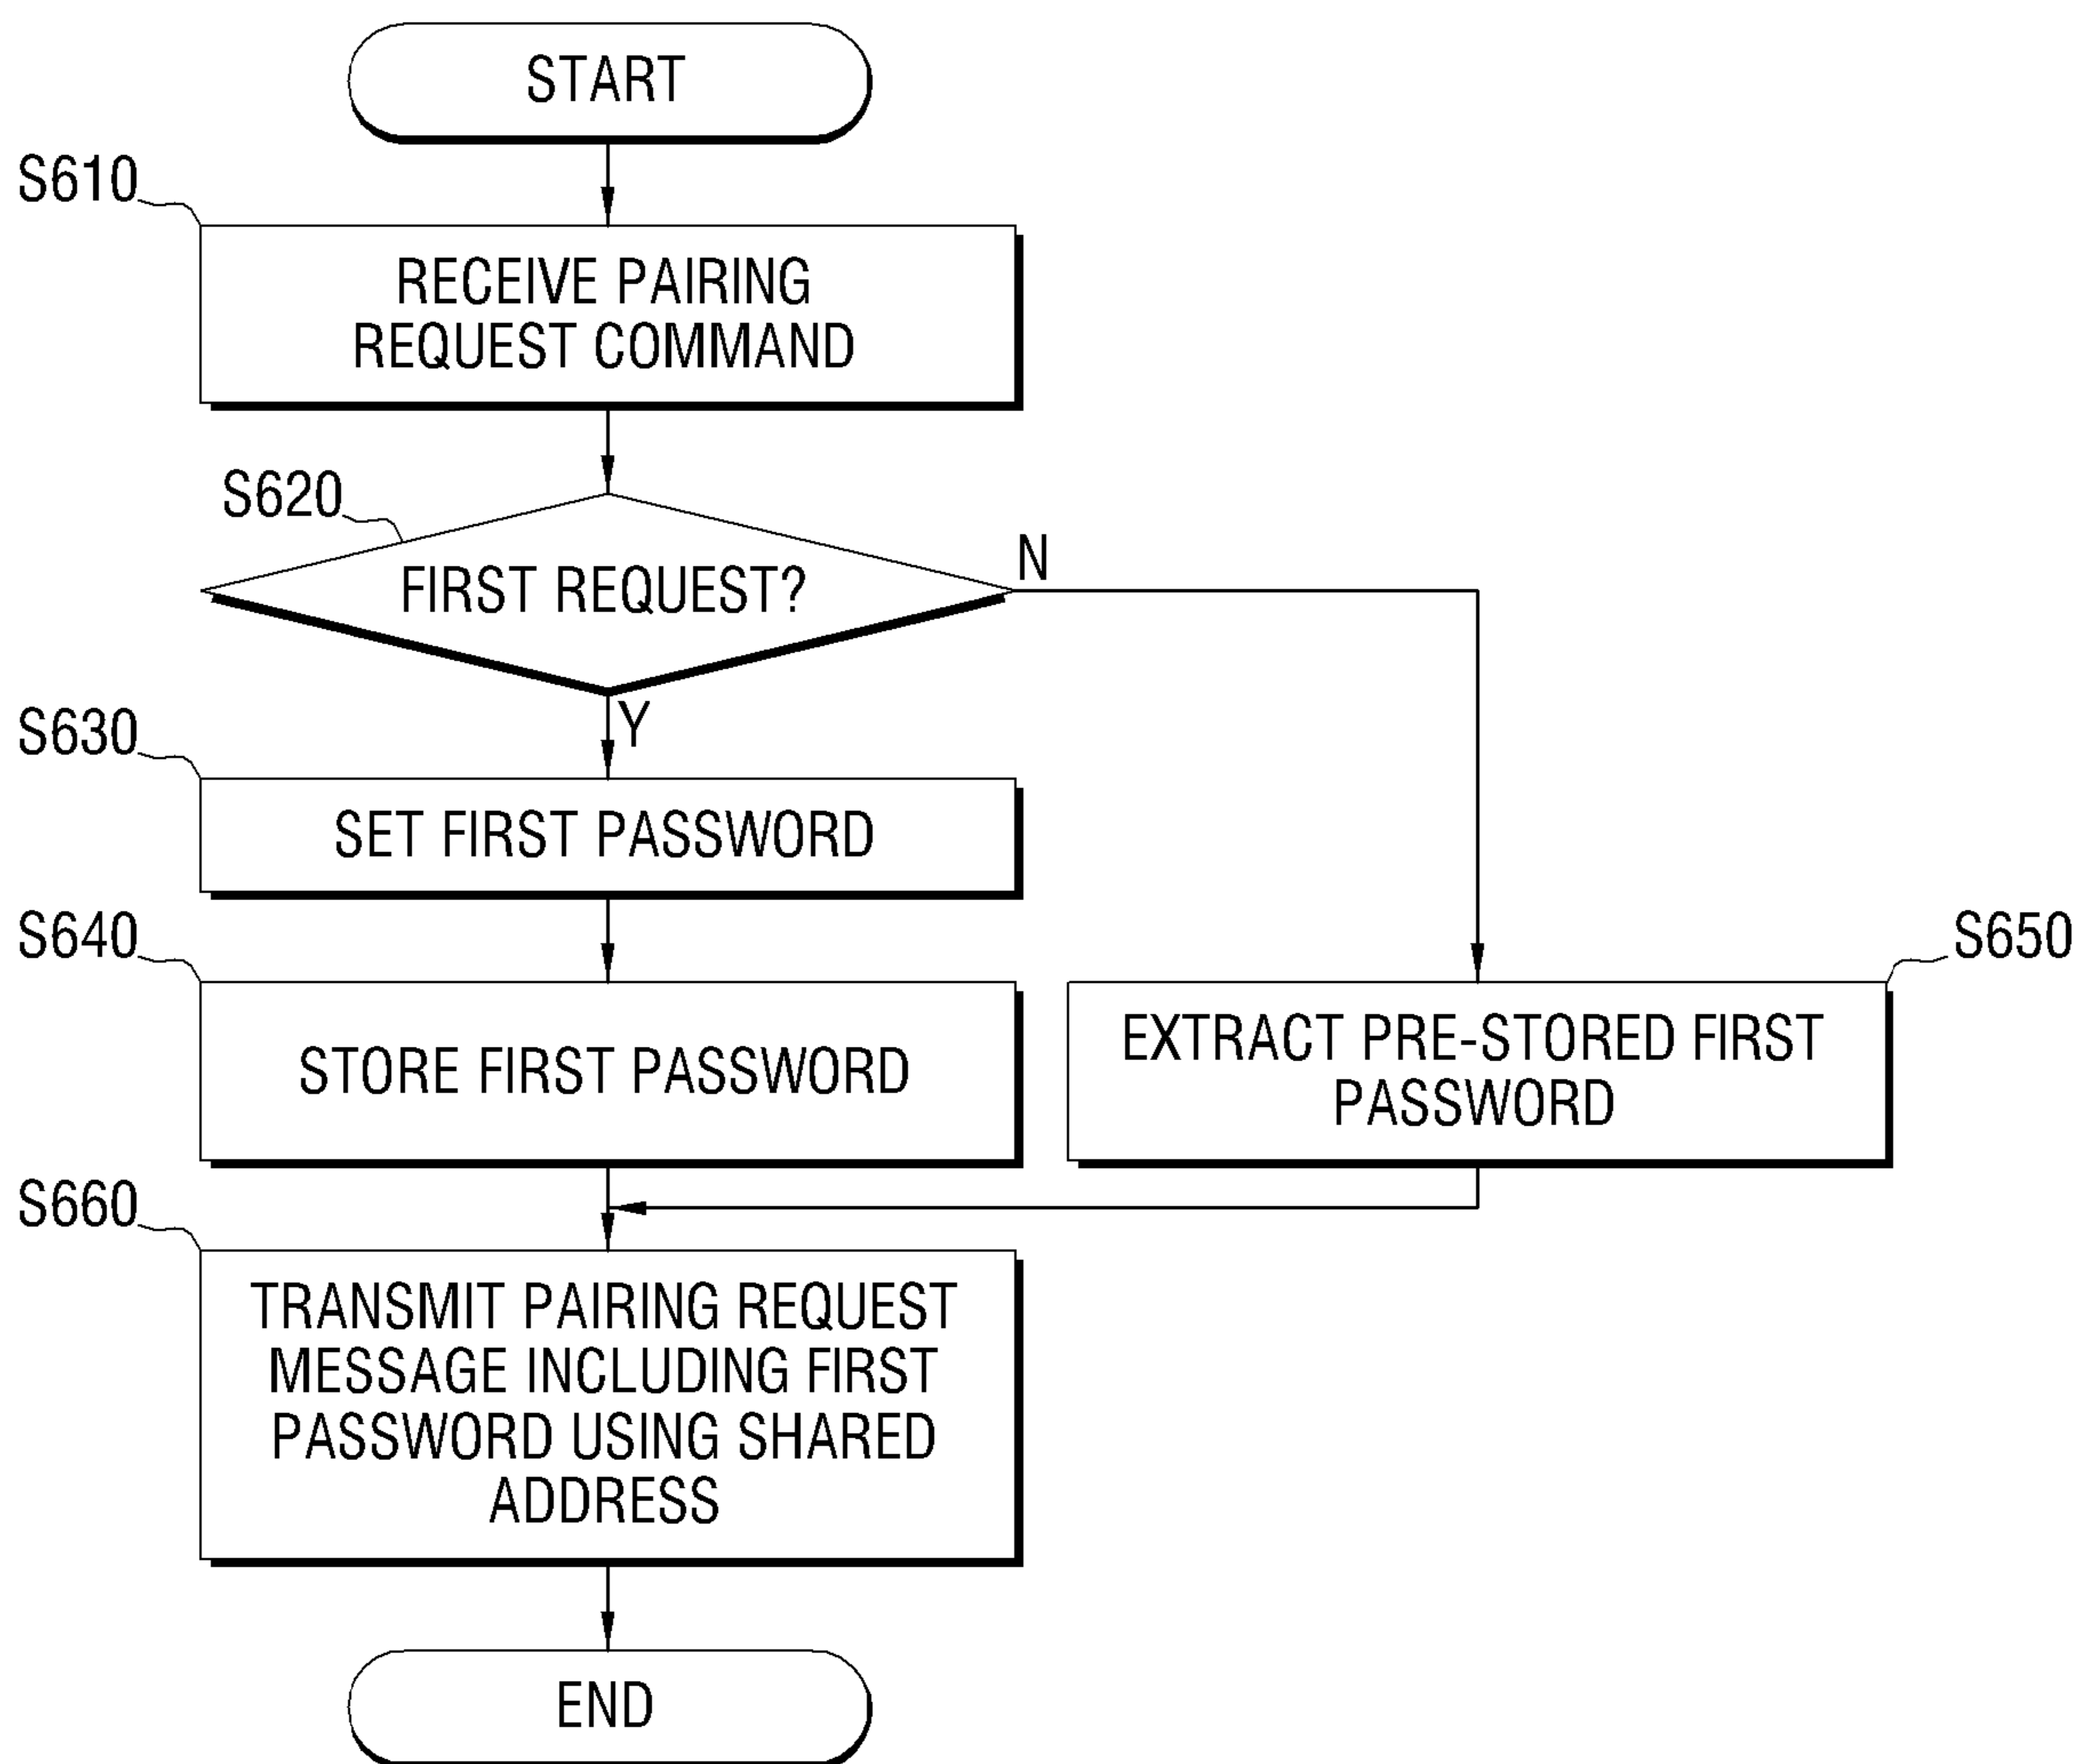 START
S610
RECEIVE PAIRING
REQUEST COMMAND
S620
FIRST REQUEST?
N
Y
S630
SET FIRST PASSWORD
S640
STORE FIRST PASSWORD
S650
EXTRACT PRE-STORED FIRST
PASSWORD
S660
TRANSMIT PAIRING REQUEST
MESSAGE INCLUDING FIRST
PASSWORD USING SHARED
ADDRESS
END